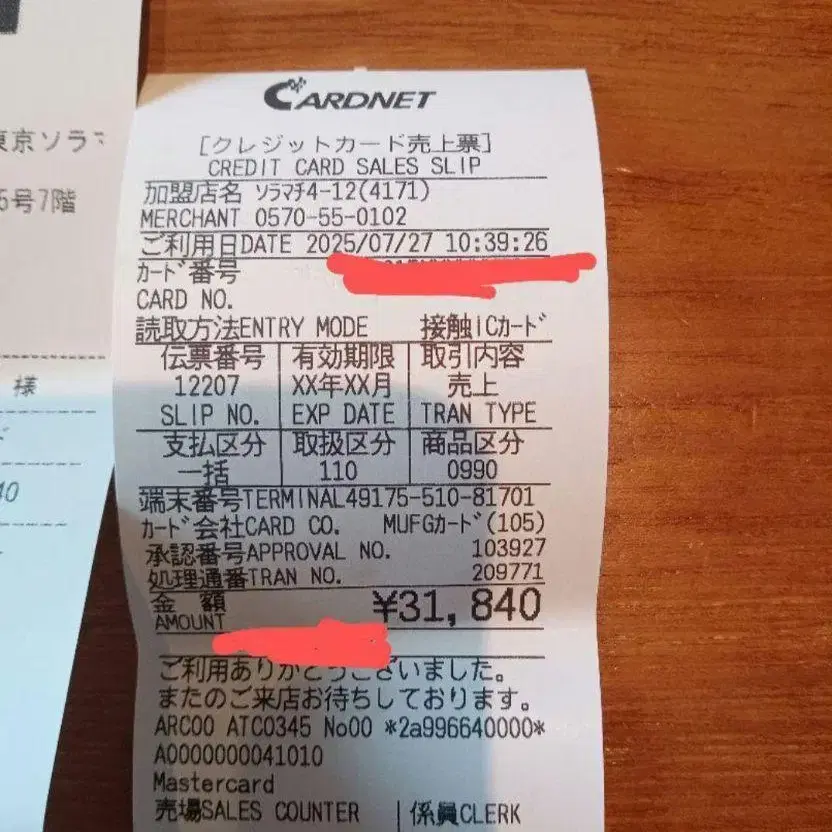 東京ソラマ
5号7階
様
40
CARDNET
[クレジットカード売上票]
CREDIT CARD SALES SLIP
加盟店名 ソラマチ4-12(4171)
MERCHANT 0570-55-0102
ご利用日DATE 2025/07/27 10:39:26
カード番号
CARD NO.
読取方法ENTRY MODE 接触ICカード
伝票番号 有効期限 取引内容
12207 XX年XX月 売上
SLIP NO. EXP DATE TRAN TYPE
支払区分 取扱区分 商品区分
一括 110 0990
端末番号TERMINAL49175-510-81701
カード会社CARD CO. MUFGカード(105)
承認番号APPROVAL NO. 103927
処理通番TRAN NO. 209771
金 額 ¥31,840
AMOUNT
ご利用ありがとうございました。
またのご来店お待ちしております。
ARC00 ATC0345 No00 *2a996640000*
A0000000041010
Mastercard
売場SALES COUNTER 係員CLERK